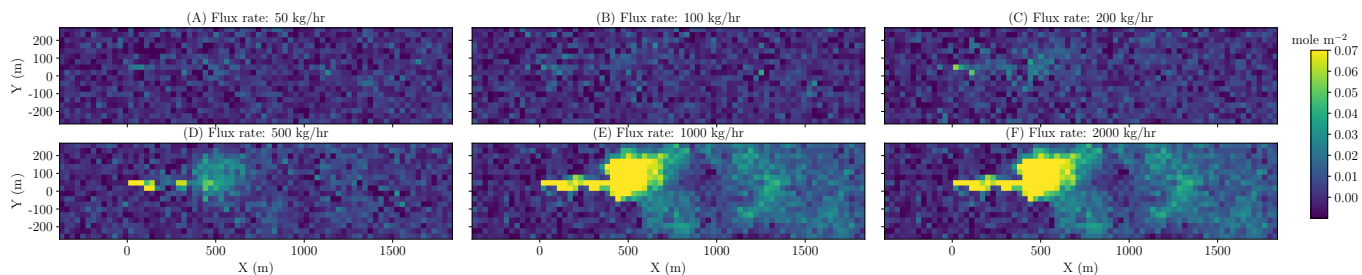 (A) Flux rate: 50 kg/hr
(B) Flux rate: 100 kg/hr
(C) Flux rate: 200 kg/hr
mole m⁻²
Y (m)
200
100
0
-100
-200
0.07
0.06
0.05
0.04
0.03
0.02
0.01
0.00
(D) Flux rate: 500 kg/hr
(E) Flux rate: 1000 kg/hr
(F) Flux rate: 2000 kg/hr
Y (m)
200
100
0
-100
-200
0 500 1000 1500
0 500 1000 1500
0 500 1000 1500
X (m)
X (m)
X (m)